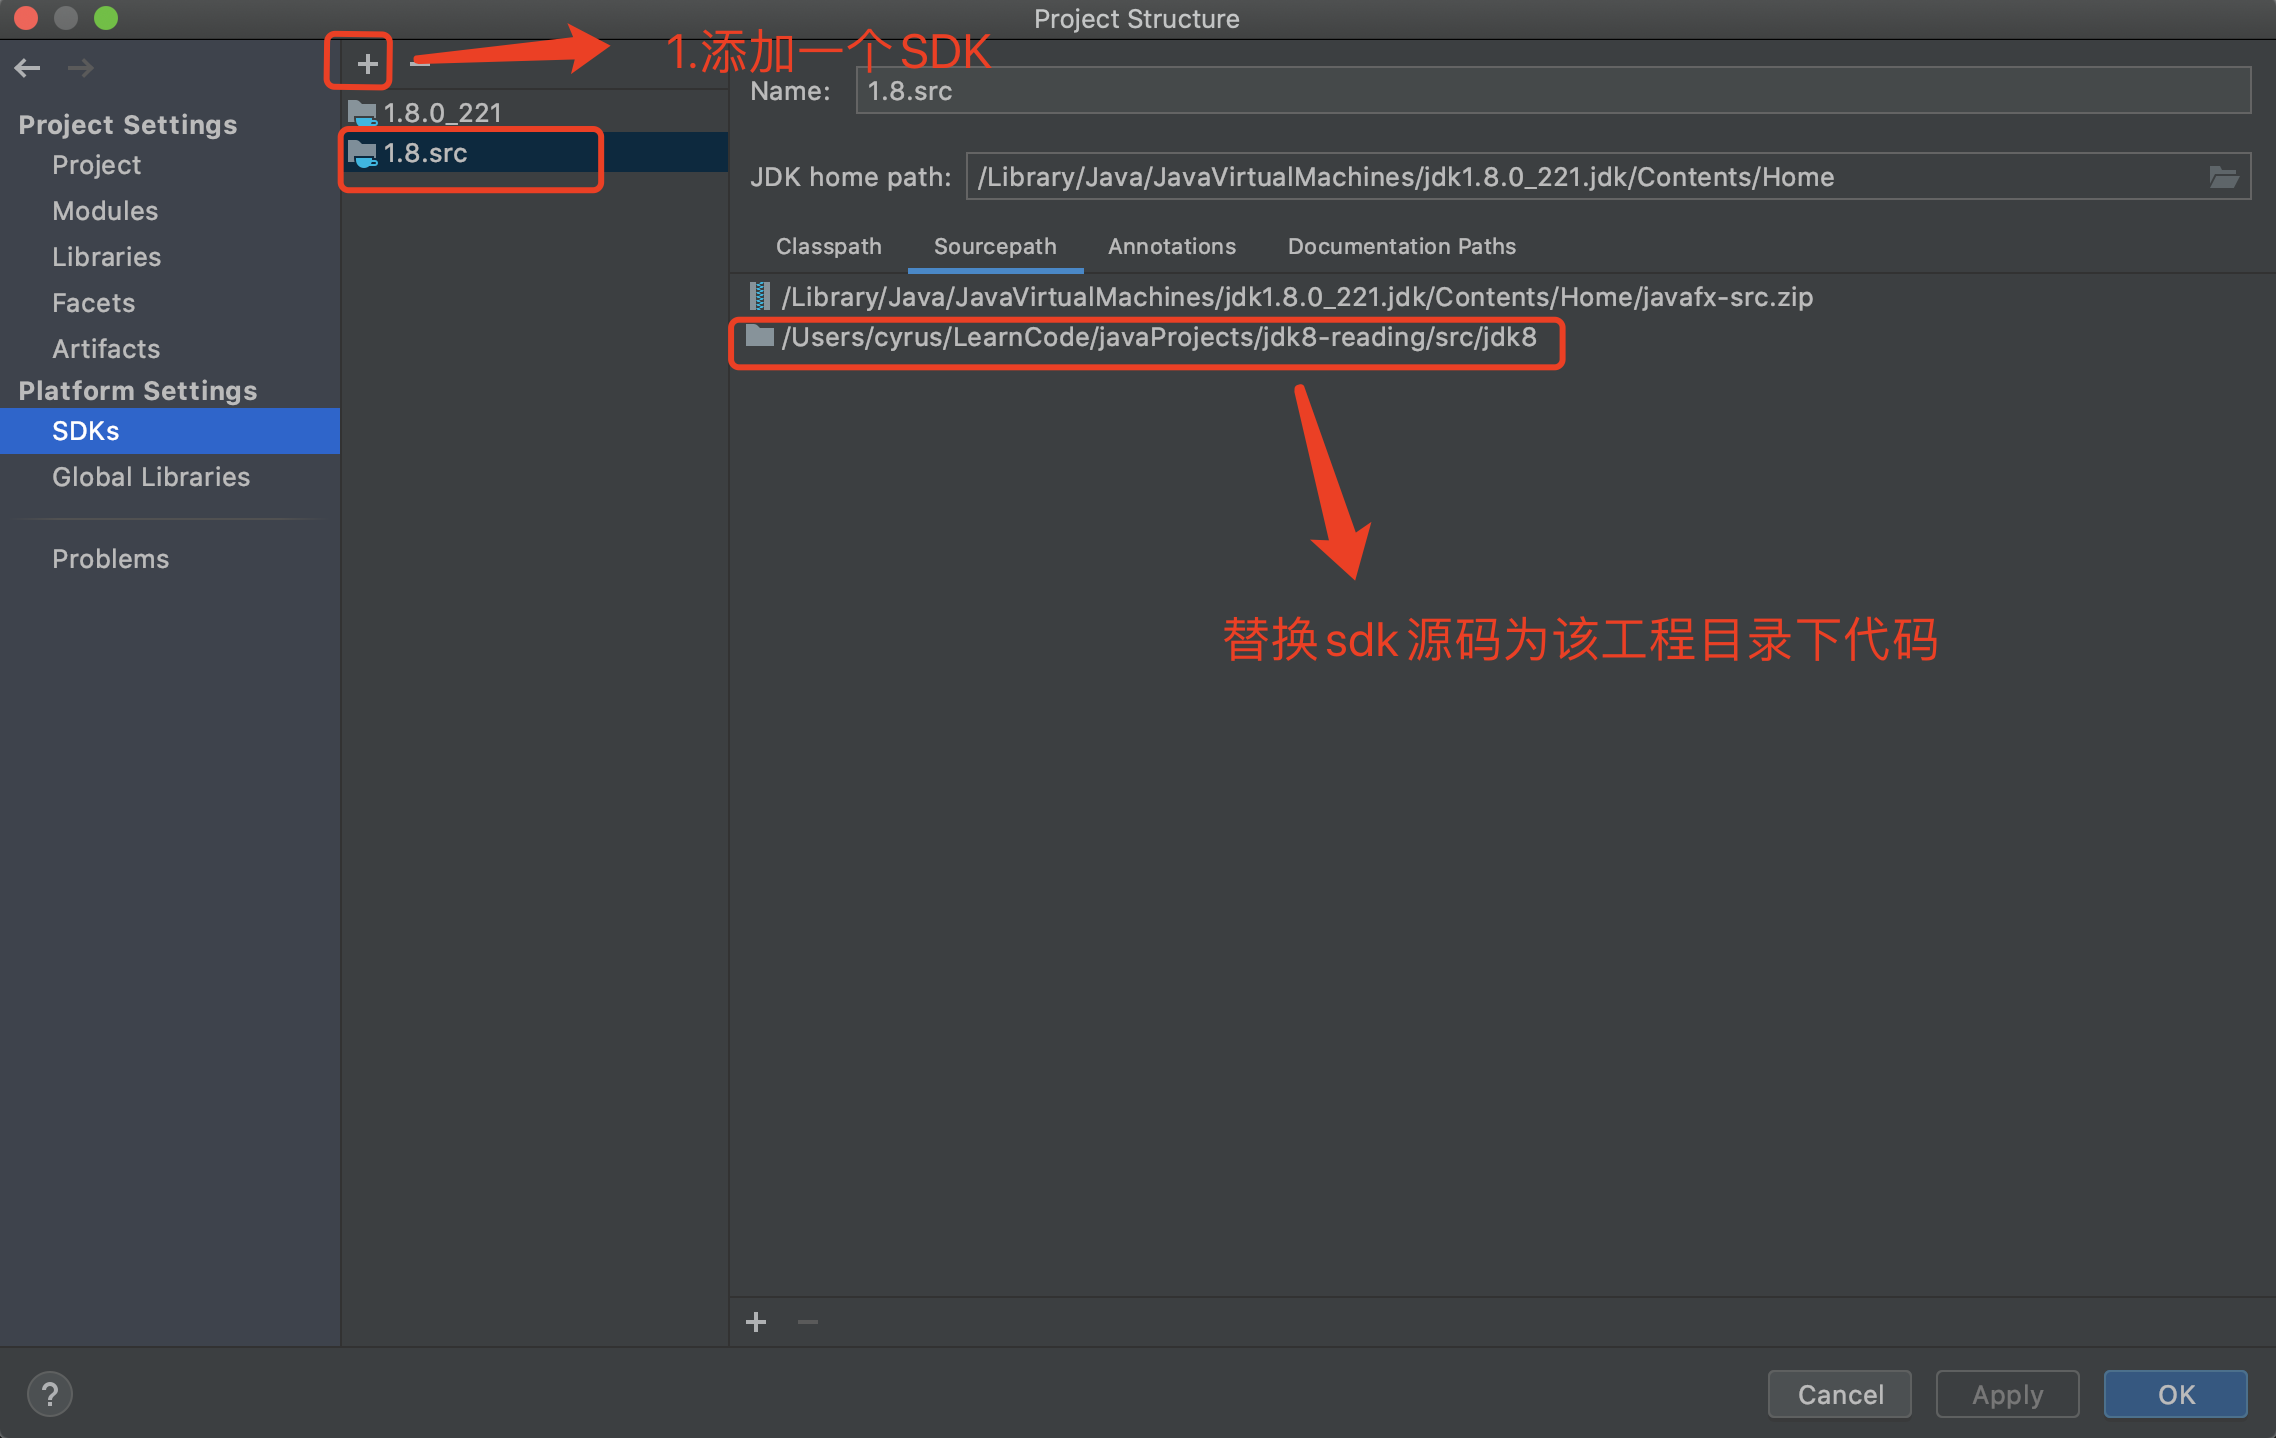 Project Structure
1.添加一个SDK
Project Settings
Project
Modules
Libraries
Facets
Artifacts
Platform Settings
SDKs
Global Libraries
Problems
1.8.0_221
1.8.src
Name: 1.8.src
JDK home path: /Library/Java/JavaVirtualMachines/jdk1.8.0_221.jdk/Contents/Home
Classpath Sourcepath Annotations Documentation Paths
/Library/Java/JavaVirtualMachines/jdk1.8.0_221.jdk/Contents/Home/javafx-src.zip
/Users/cyrus/LearnCode/javaProjects/jdk8-reading/src/jdk8
替换sdk源码为该工程目录下代码
?
Cancel Apply OK